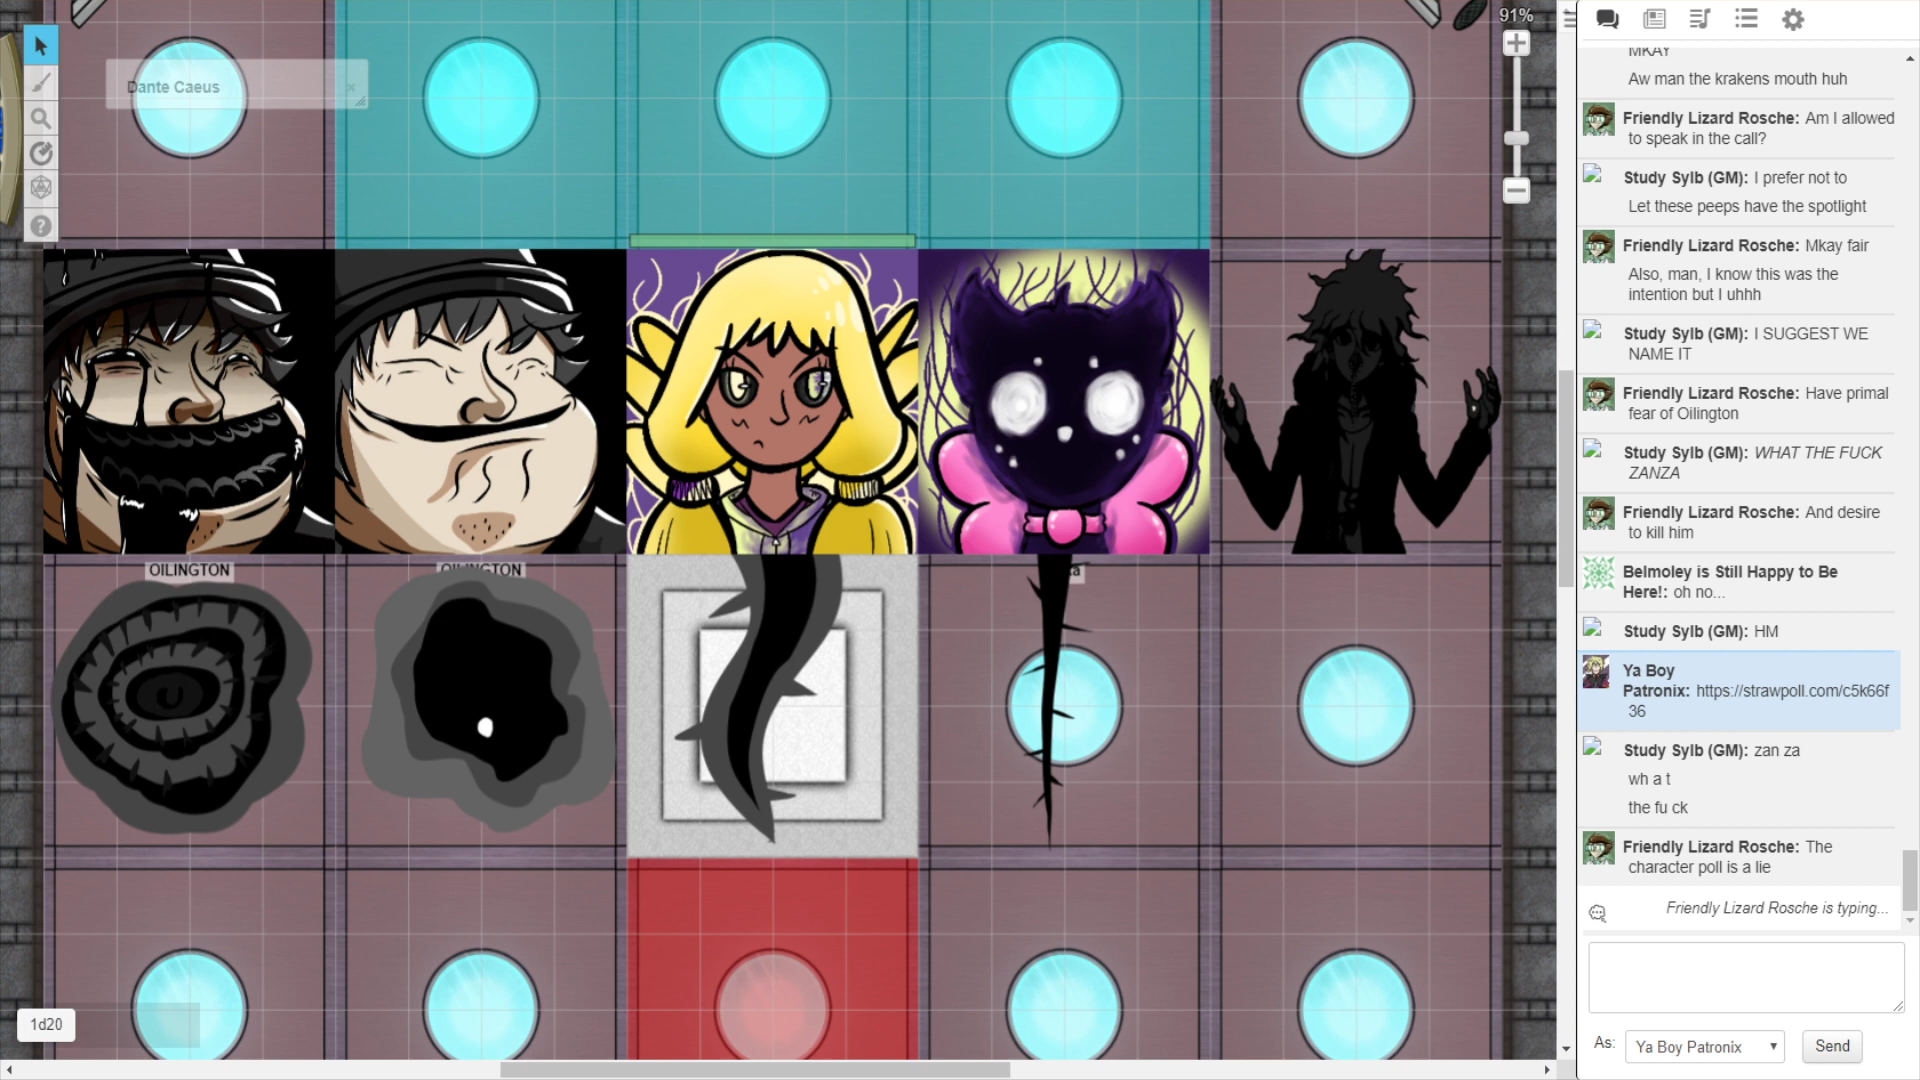 91%
Dante Caeus
OILINGTON
OILINGTON
1d20
MKAY
Aw man the krakens mouth huh
Friendly Lizard Rosche: Am I allowed
to speak in the call?
Study Sylb (GM): I prefer not to
Let these peeps have the spotlight
Friendly Lizard Rosche: Mkay fair
Also, man, I know this was the
intention but I uhhh
Study Sylb (GM): I SUGGEST WE
NAME IT
Friendly Lizard Rosche: Have primal
fear of Oilington
Study Sylb (GM): WHAT THE FUCK
ZANZA
Friendly Lizard Rosche: And desire
to kill him
Belmoley is Still Happy to Be
Here!: oh no...
Study Sylb (GM): HM
Ya Boy
Patronix: https://strawpoll.com/c5k66f
36
Study Sylb (GM): zan za
wh a t
the fu ck
Friendly Lizard Rosche: The
character poll is a lie
Friendly Lizard Rosche is typing...
As: Ya Boy Patronix
Send